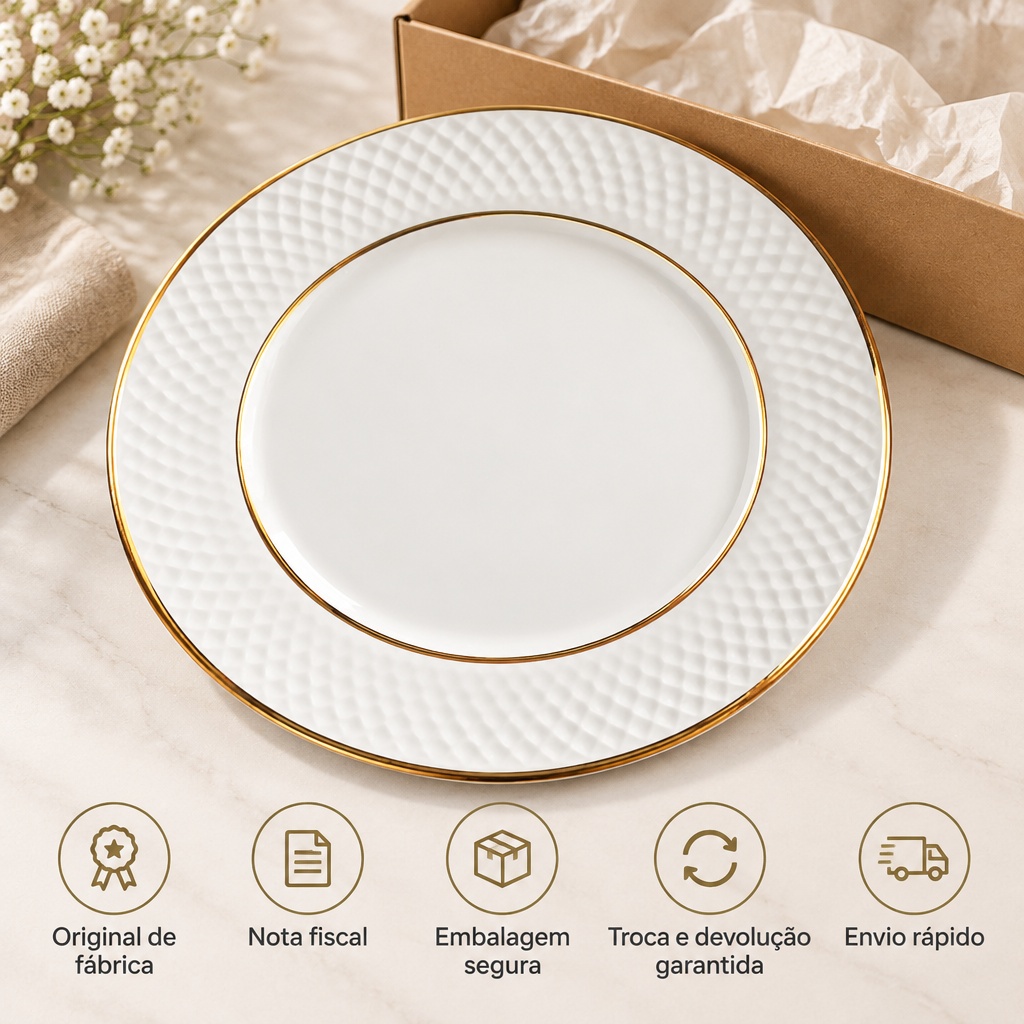 Original de
fábrica
Nota fiscal
Embalagem
segura
Troca e devolução
garantida
Envio rápido